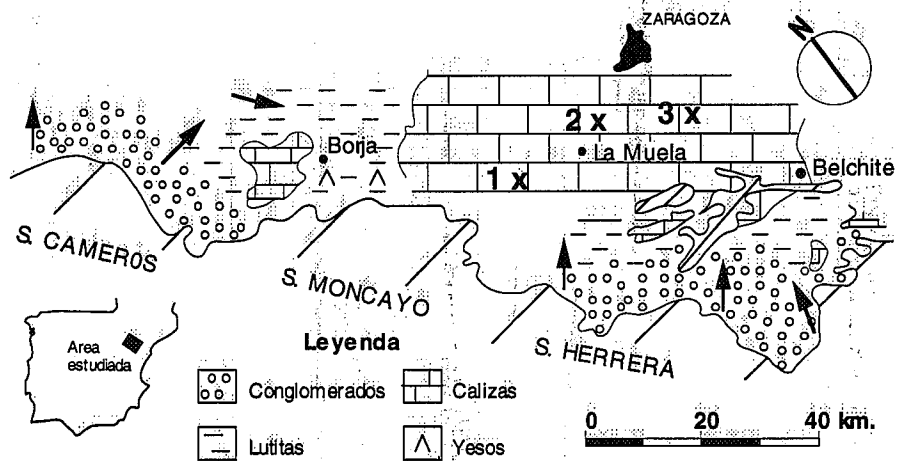 ZARAGOZA
N
2 x
3 x
Borja
La Muela
Belchite
1 x
S. CAMEROS
S. MONCAYO
S. HERRERA
Area
estudiada
Leyenda
Conglomerados
Calizas
Lutitas
Yesos
0 20 40 km.